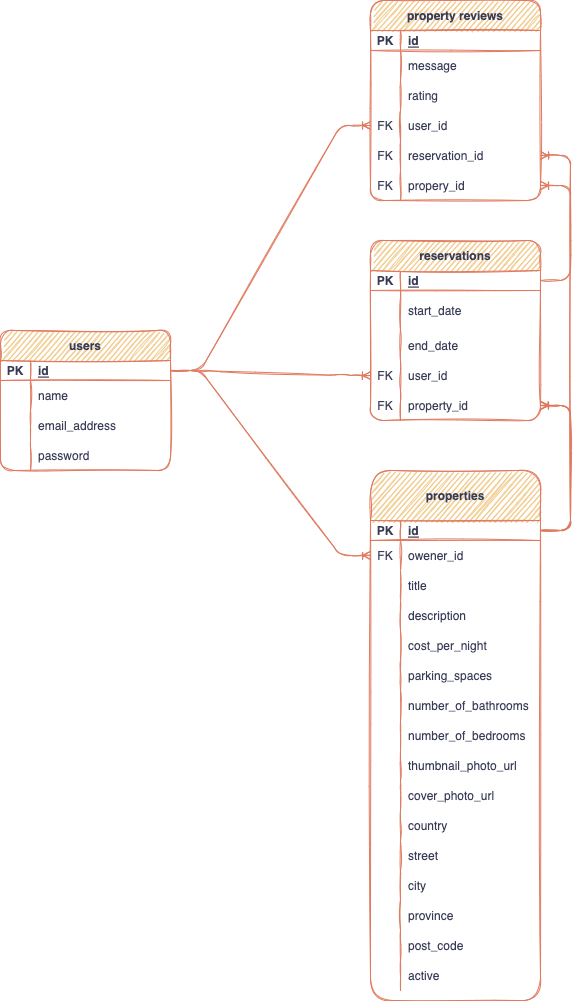 property reviews
PK id
message
rating
FK user_id
FK reservation_id
FK propery_id
reservations
PK id
start_date
end_date
FK user_id
FK property_id
users
PK id
name
email_address
password
properties
PK id
FK owener_id
title
description
cost_per_night
parking_spaces
number_of_bathrooms
number_of_bedrooms
thumbnail_photo_url
cover_photo_url
country
street
city
province
post_code
active